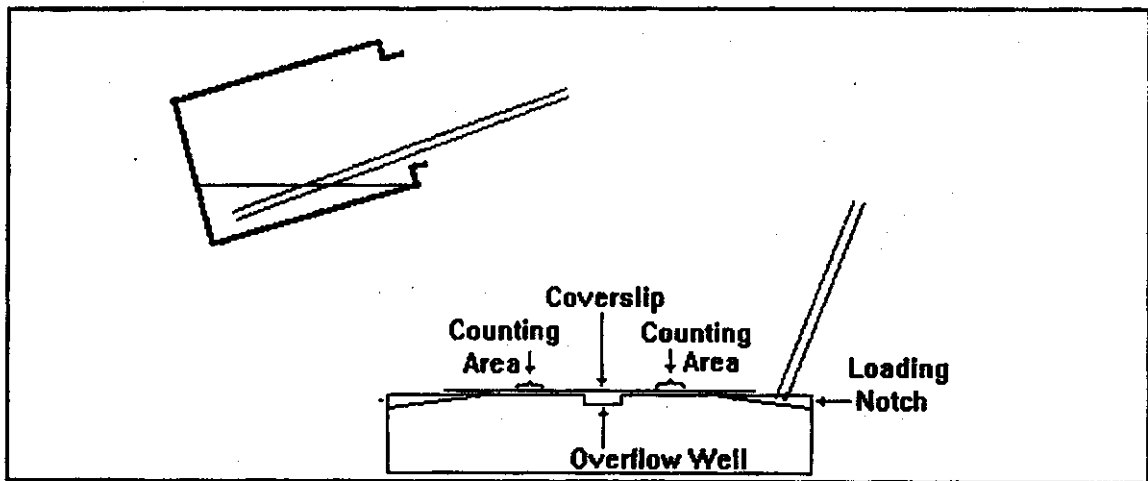 Coverslip
Counting
Area
Counting
Area
Loading
Notch
Overflow Well